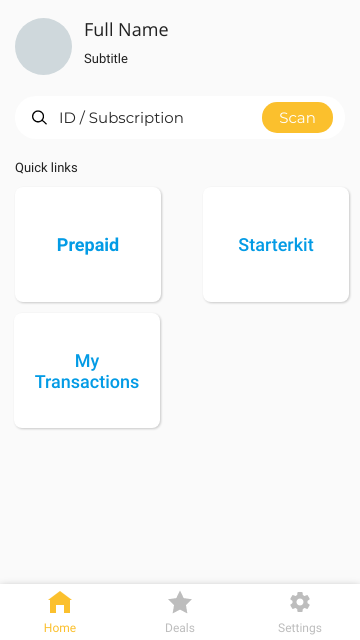 Full Name
Subtitle
ID / Subscription
Scan
Quick links
Prepaid
Starterkit
My
Transactions
Home
Deals
Settings